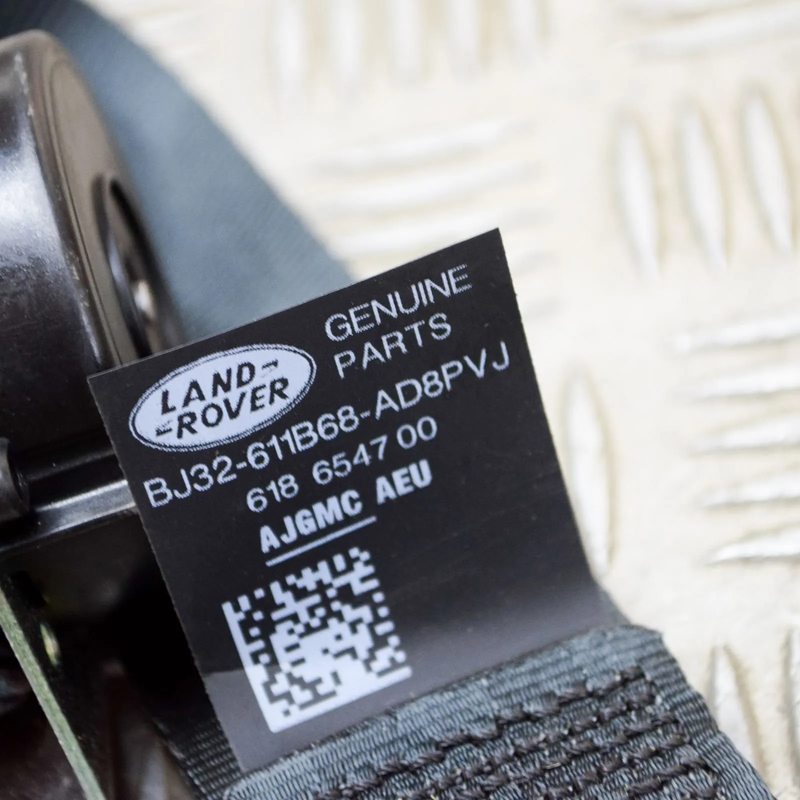 LAND-
-ROVER
GENUINE
PARTS
BJ32-611B68-AD8PVJ
618 6547 00
AJGMC AEU